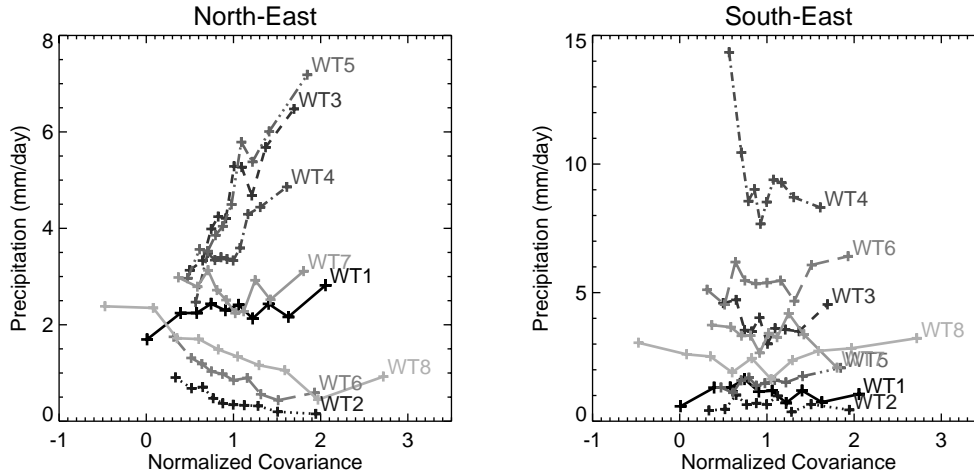 North-East
8
6
4
2
0
Precipitation (mm/day)
-1 0 1 2 3
Normalized Covariance
WT5
WT3
WT4
WT7
WT1
WT8
WT6
WT2
South-East
15
10
5
0
Precipitation (mm/day)
-1 0 1 2 3
Normalized Covariance
WT4
WT6
WT3
WT8
WT5
WT1
WT2